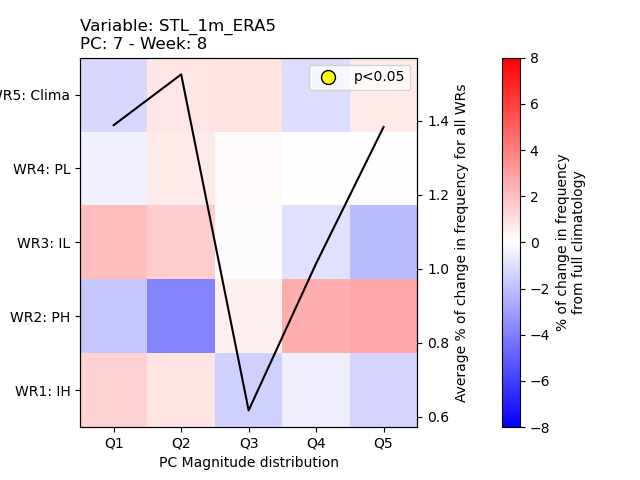 Variable: STL_1m_ERA5
PC: 7 - Week: 8
p<0.05
R5: Clima
WR4: PL
WR3: IL
WR2: PH
WR1: IH
Q1 Q2 Q3 Q4 Q5
PC Magnitude distribution
1.4
1.2
1.0
0.8
0.6
Average % of change in frequency for all WRs
8
6
4
2
0
−2
−4
−6
−8
% of change in frequency
from full climatology